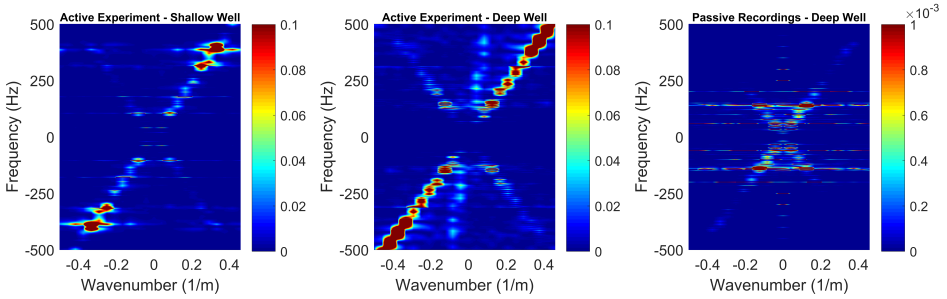 Active Experiment - Shallow Well
Active Experiment - Deep Well
Passive Recordings - Deep Well
×10⁻³
500
250
0
-250
-500
Frequency (Hz)
-0.4 -0.2 0 0.2 0.4
Wavenumber (1/m)
0.1
0.08
0.06
0.04
0.02
0
500
250
0
-250
-500
Frequency (Hz)
-0.4 -0.2 0 0.2 0.4
Wavenumber (1/m)
0.1
0.08
0.06
0.04
0.02
0
500
250
0
-250
-500
Frequency (Hz)
-0.4 -0.2 0 0.2 0.4
Wavenumber (1/m)
1
0.8
0.6
0.4
0.2
0